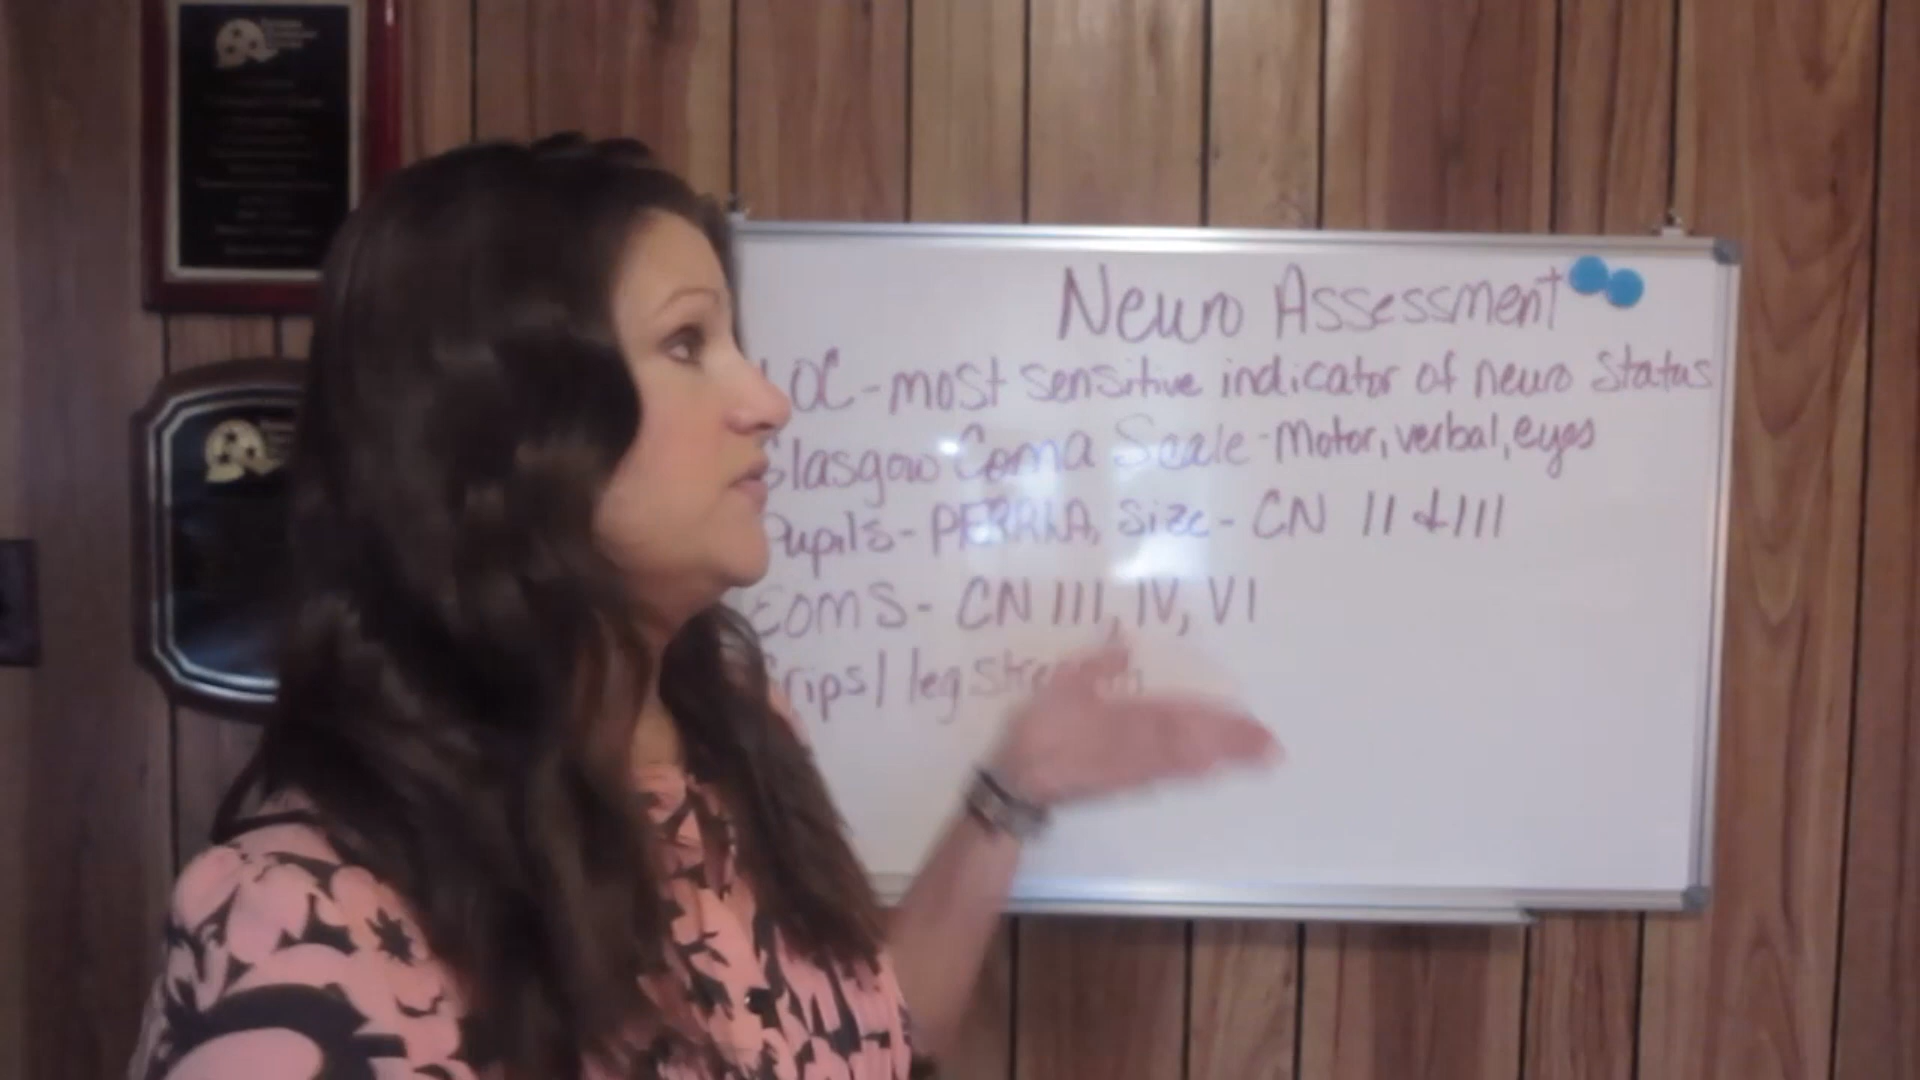 Neuro Assessment
LOC - most sensitive indicator of neuro status
Glasgow Coma Scale - Motor, verbal, eyes
Pupils - PERRLA, Size - CN II & III
EOMS - CN III, IV, VI
Grips / leg strength